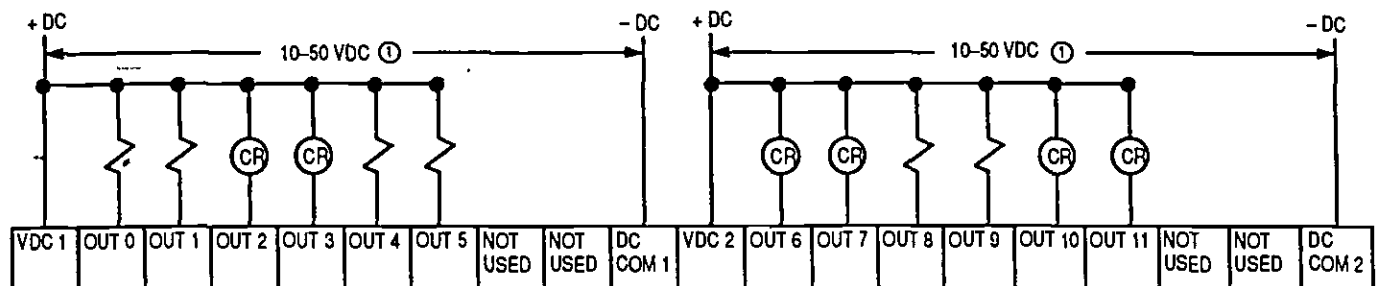 + DC
– DC
+ DC
– DC
10–50 VDC ①
10–50 VDC ①
CR
CR
CR
CR
CR
CR
VDC 1
OUT 0
OUT 1
OUT 2
OUT 3
OUT 4
OUT 5
NOT
USED
NOT
USED
DC
COM 1
VDC 2
OUT 6
OUT 7
OUT 8
OUT 9
OUT 10
OUT 11
NOT
USED
NOT
USED
DC
COM 2